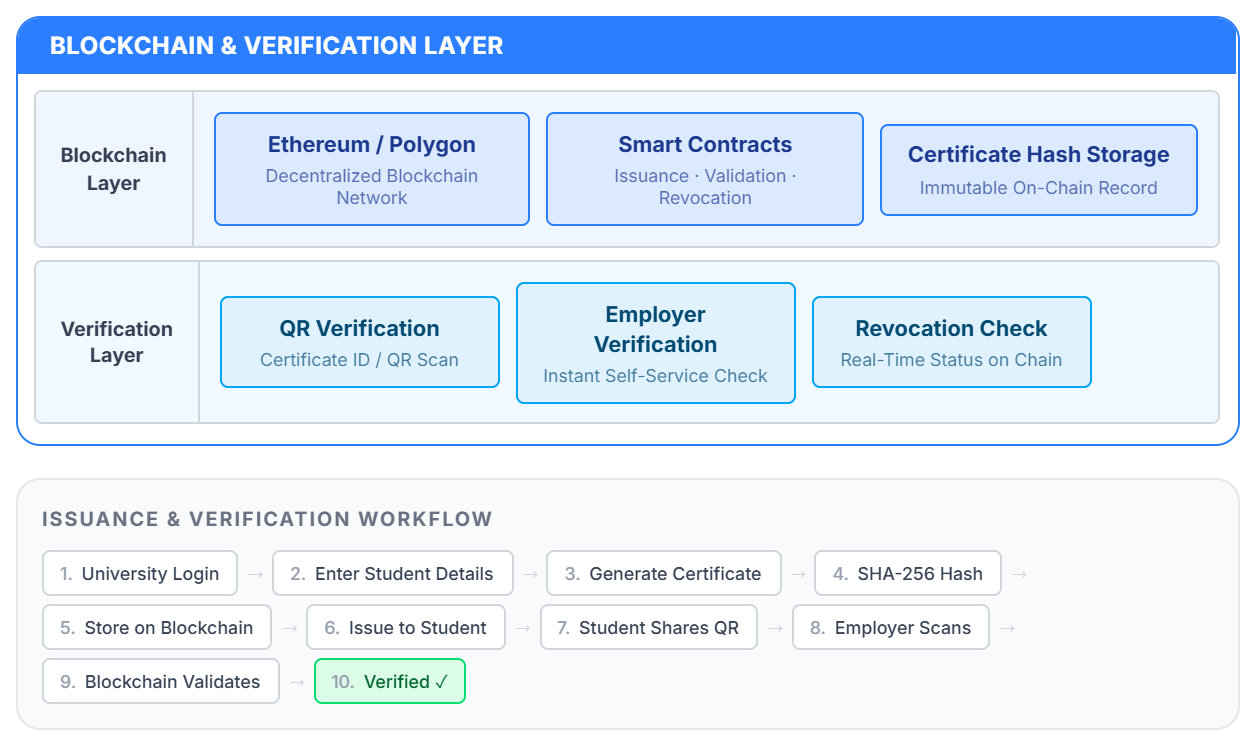 BLOCKCHAIN & VERIFICATION LAYER
Blockchain
Layer
Ethereum / Polygon
Decentralized Blockchain
Network
Smart Contracts
Issuance · Validation ·
Revocation
Certificate Hash Storage
Immutable On-Chain Record
Verification
Layer
QR Verification
Certificate ID / QR Scan
Employer
Verification
Instant Self-Service Check
Revocation Check
Real-Time Status on Chain
ISSUANCE & VERIFICATION WORKFLOW
1. University Login → 2. Enter Student Details → 3. Generate Certificate → 4. SHA-256 Hash →
5. Store on Blockchain → 6. Issue to Student → 7. Student Shares QR → 8. Employer Scans →
9. Blockchain Validates → 10. Verified ✓